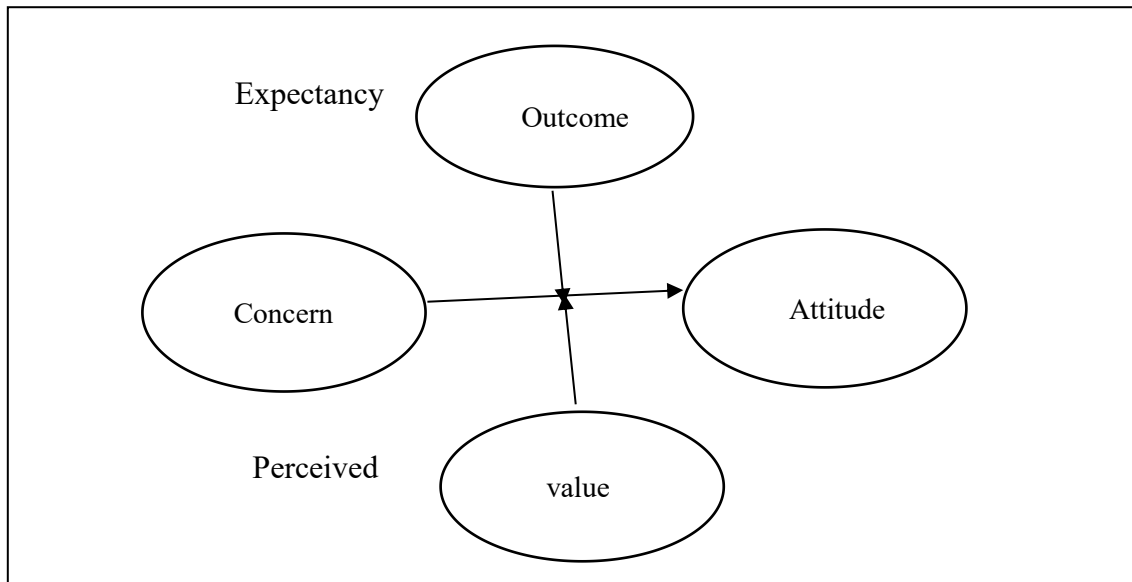 Expectancy
Outcome
Concern
Attitude
Perceived
value